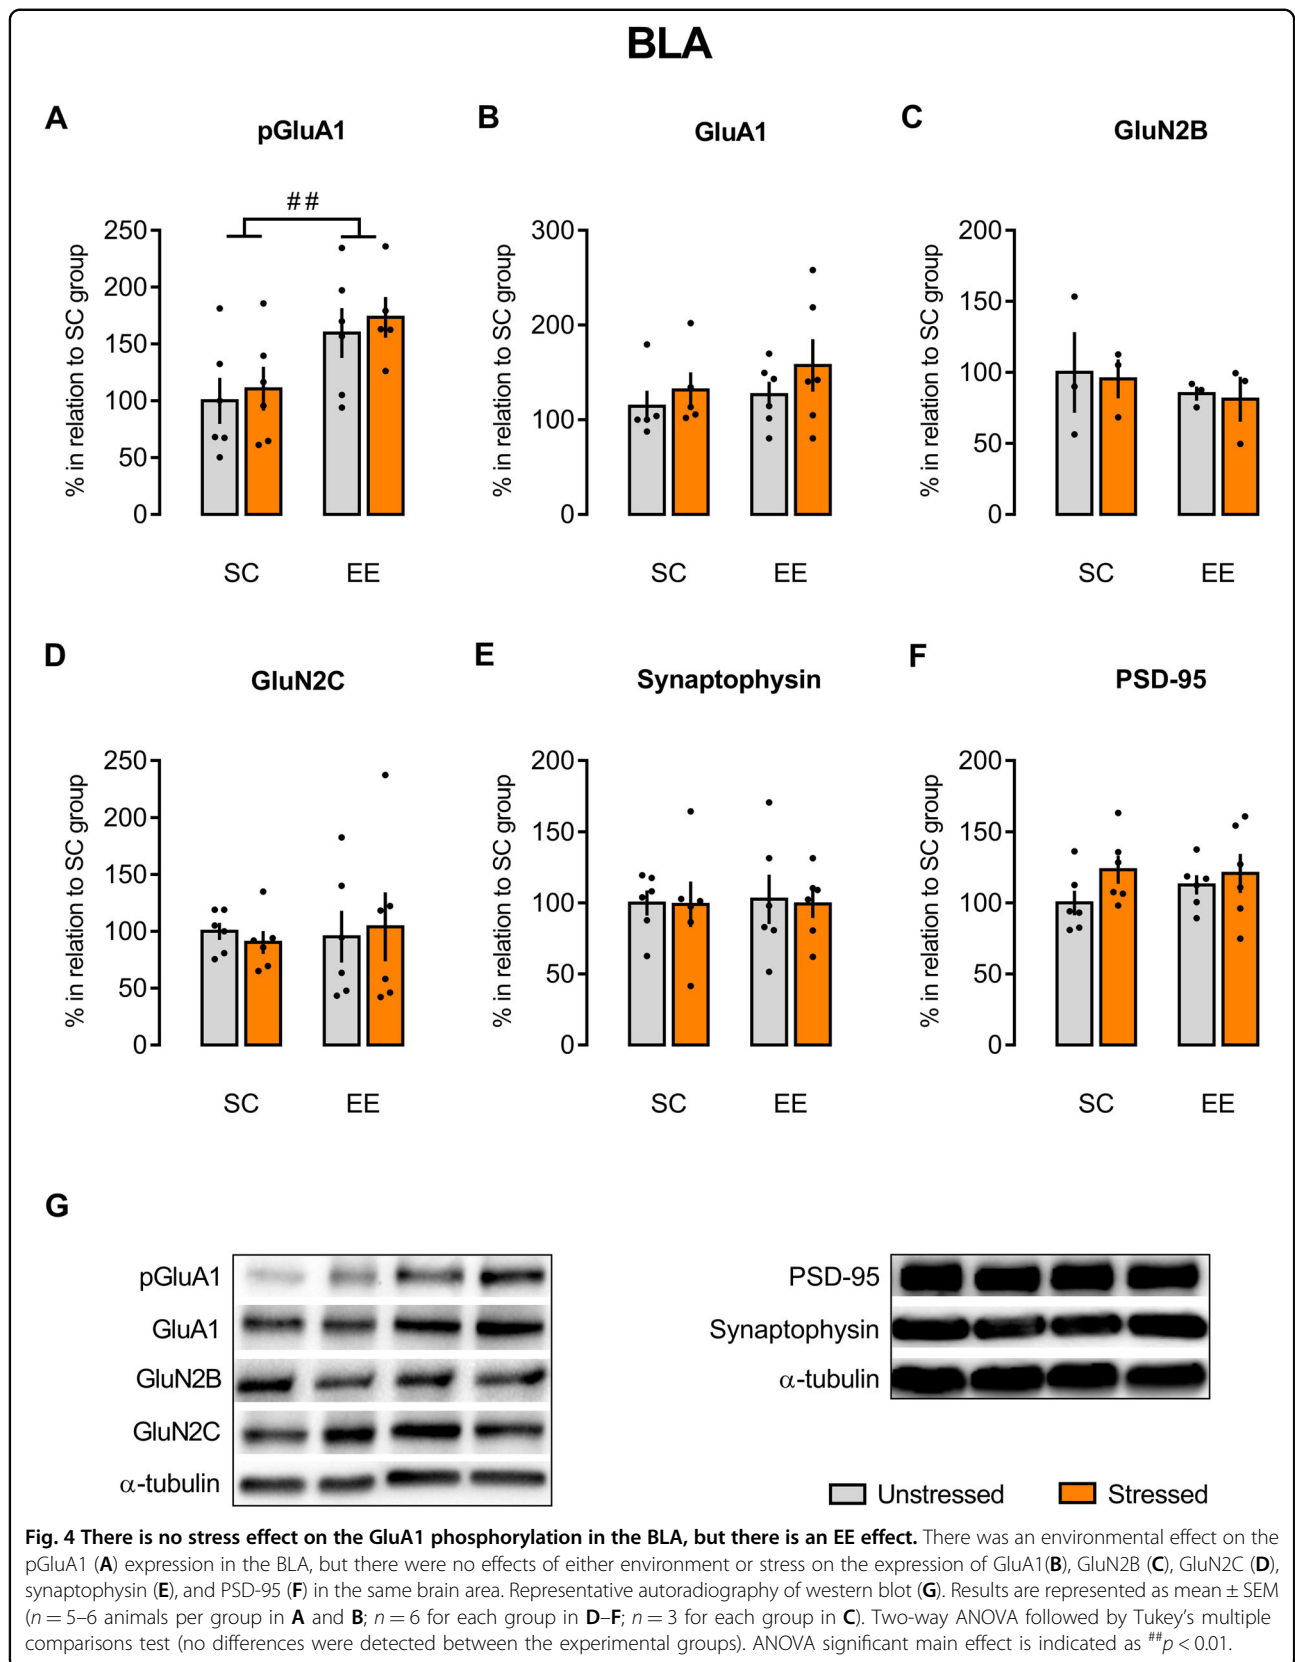 BLA
A
pGluA1
##
% in relation to SC group
250
200
150
100
50
0
SC
EE
B
GluA1
% in relation to SC group
300
200
100
0
SC
EE
C
GluN2B
% in relation to SC group
200
150
100
50
0
SC
EE
D
GluN2C
% in relation to SC group
250
200
150
100
50
0
SC
EE
E
Synaptophysin
% in relation to SC group
200
150
100
50
0
SC
EE
F
PSD-95
% in relation to SC group
200
150
100
50
0
SC
EE
G
pGluA1
GluA1
GluN2B
GluN2C
α-tubulin
PSD-95
Synaptophysin
α-tubulin
Unstressed
Stressed
Fig. 4 There is no stress effect on the GluA1 phosphorylation in the BLA, but there is an EE effect. There was an environmental effect on the
pGluA1 (A) expression in the BLA, but there were no effects of either environment or stress on the expression of GluA1(B), GluN2B (C), GluN2C (D),
synaptophysin (E), and PSD-95 (F) in the same brain area. Representative autoradiography of western blot (G). Results are represented as mean ± SEM
(n = 5–6 animals per group in A and B; n = 6 for each group in D–F; n = 3 for each group in C). Two-way ANOVA followed by Tukey's multiple
comparisons test (no differences were detected between the experimental groups). ANOVA significant main effect is indicated as ##p < 0.01.